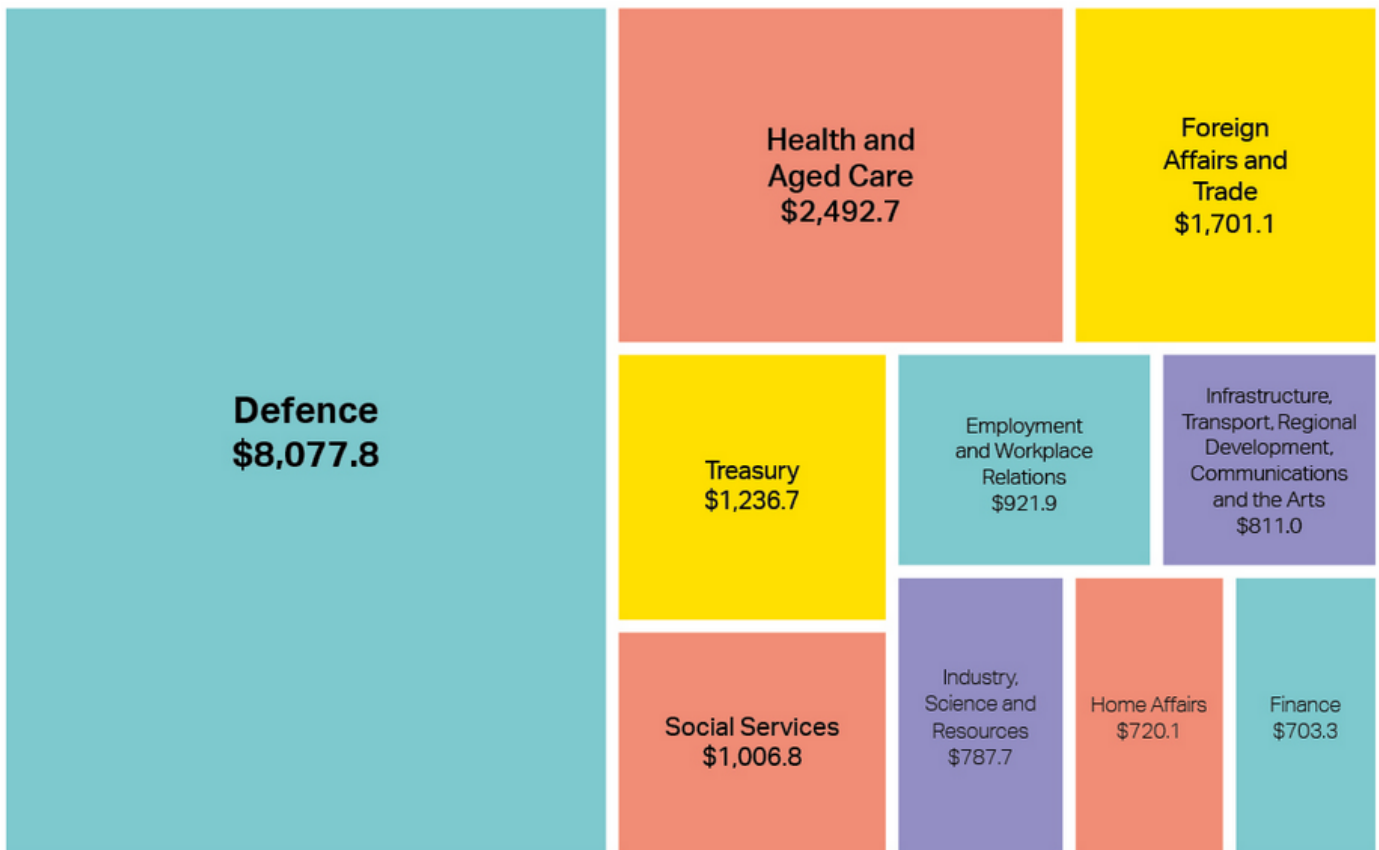 Defence
$8,077.8
Health and
Aged Care
$2,492.7
Foreign
Affairs and
Trade
$1,701.1
Treasury
$1,236.7
Social Services
$1,006.8
Employment
and Workplace
Relations
$921.9
Infrastructure,
Transport, Regional
Development,
Communications
and the Arts
$811.0
Industry,
Science and
Resources
$787.7
Home Affairs
$720.1
Finance
$703.3